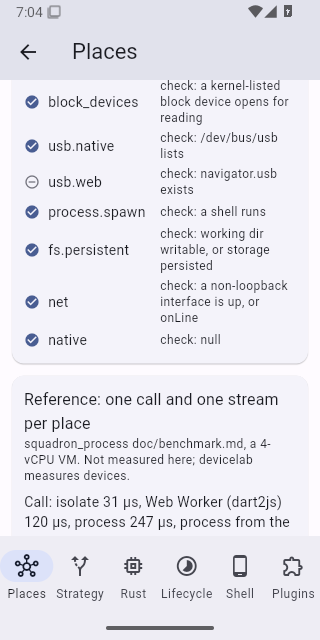 7:04
Places
check: a kernel-listed
block_devices block device opens for
reading
usb.native check: /dev/bus/usb
lists
usb.web check: navigator.usb
exists
process.spawn check: a shell runs
fs.persistent check: working dir
writable, or storage
persisted
net check: a non-loopback
interface is up, or
onLine
native check: null
Reference: one call and one stream
per place
squadron_process doc/benchmark.md, a 4-
vCPU VM. Not measured here; devicelab
measures devices.
Call: isolate 31 µs, Web Worker (dart2js)
120 µs, process 247 µs, process from the
Places Strategy Rust Lifecycle Shell Plugins